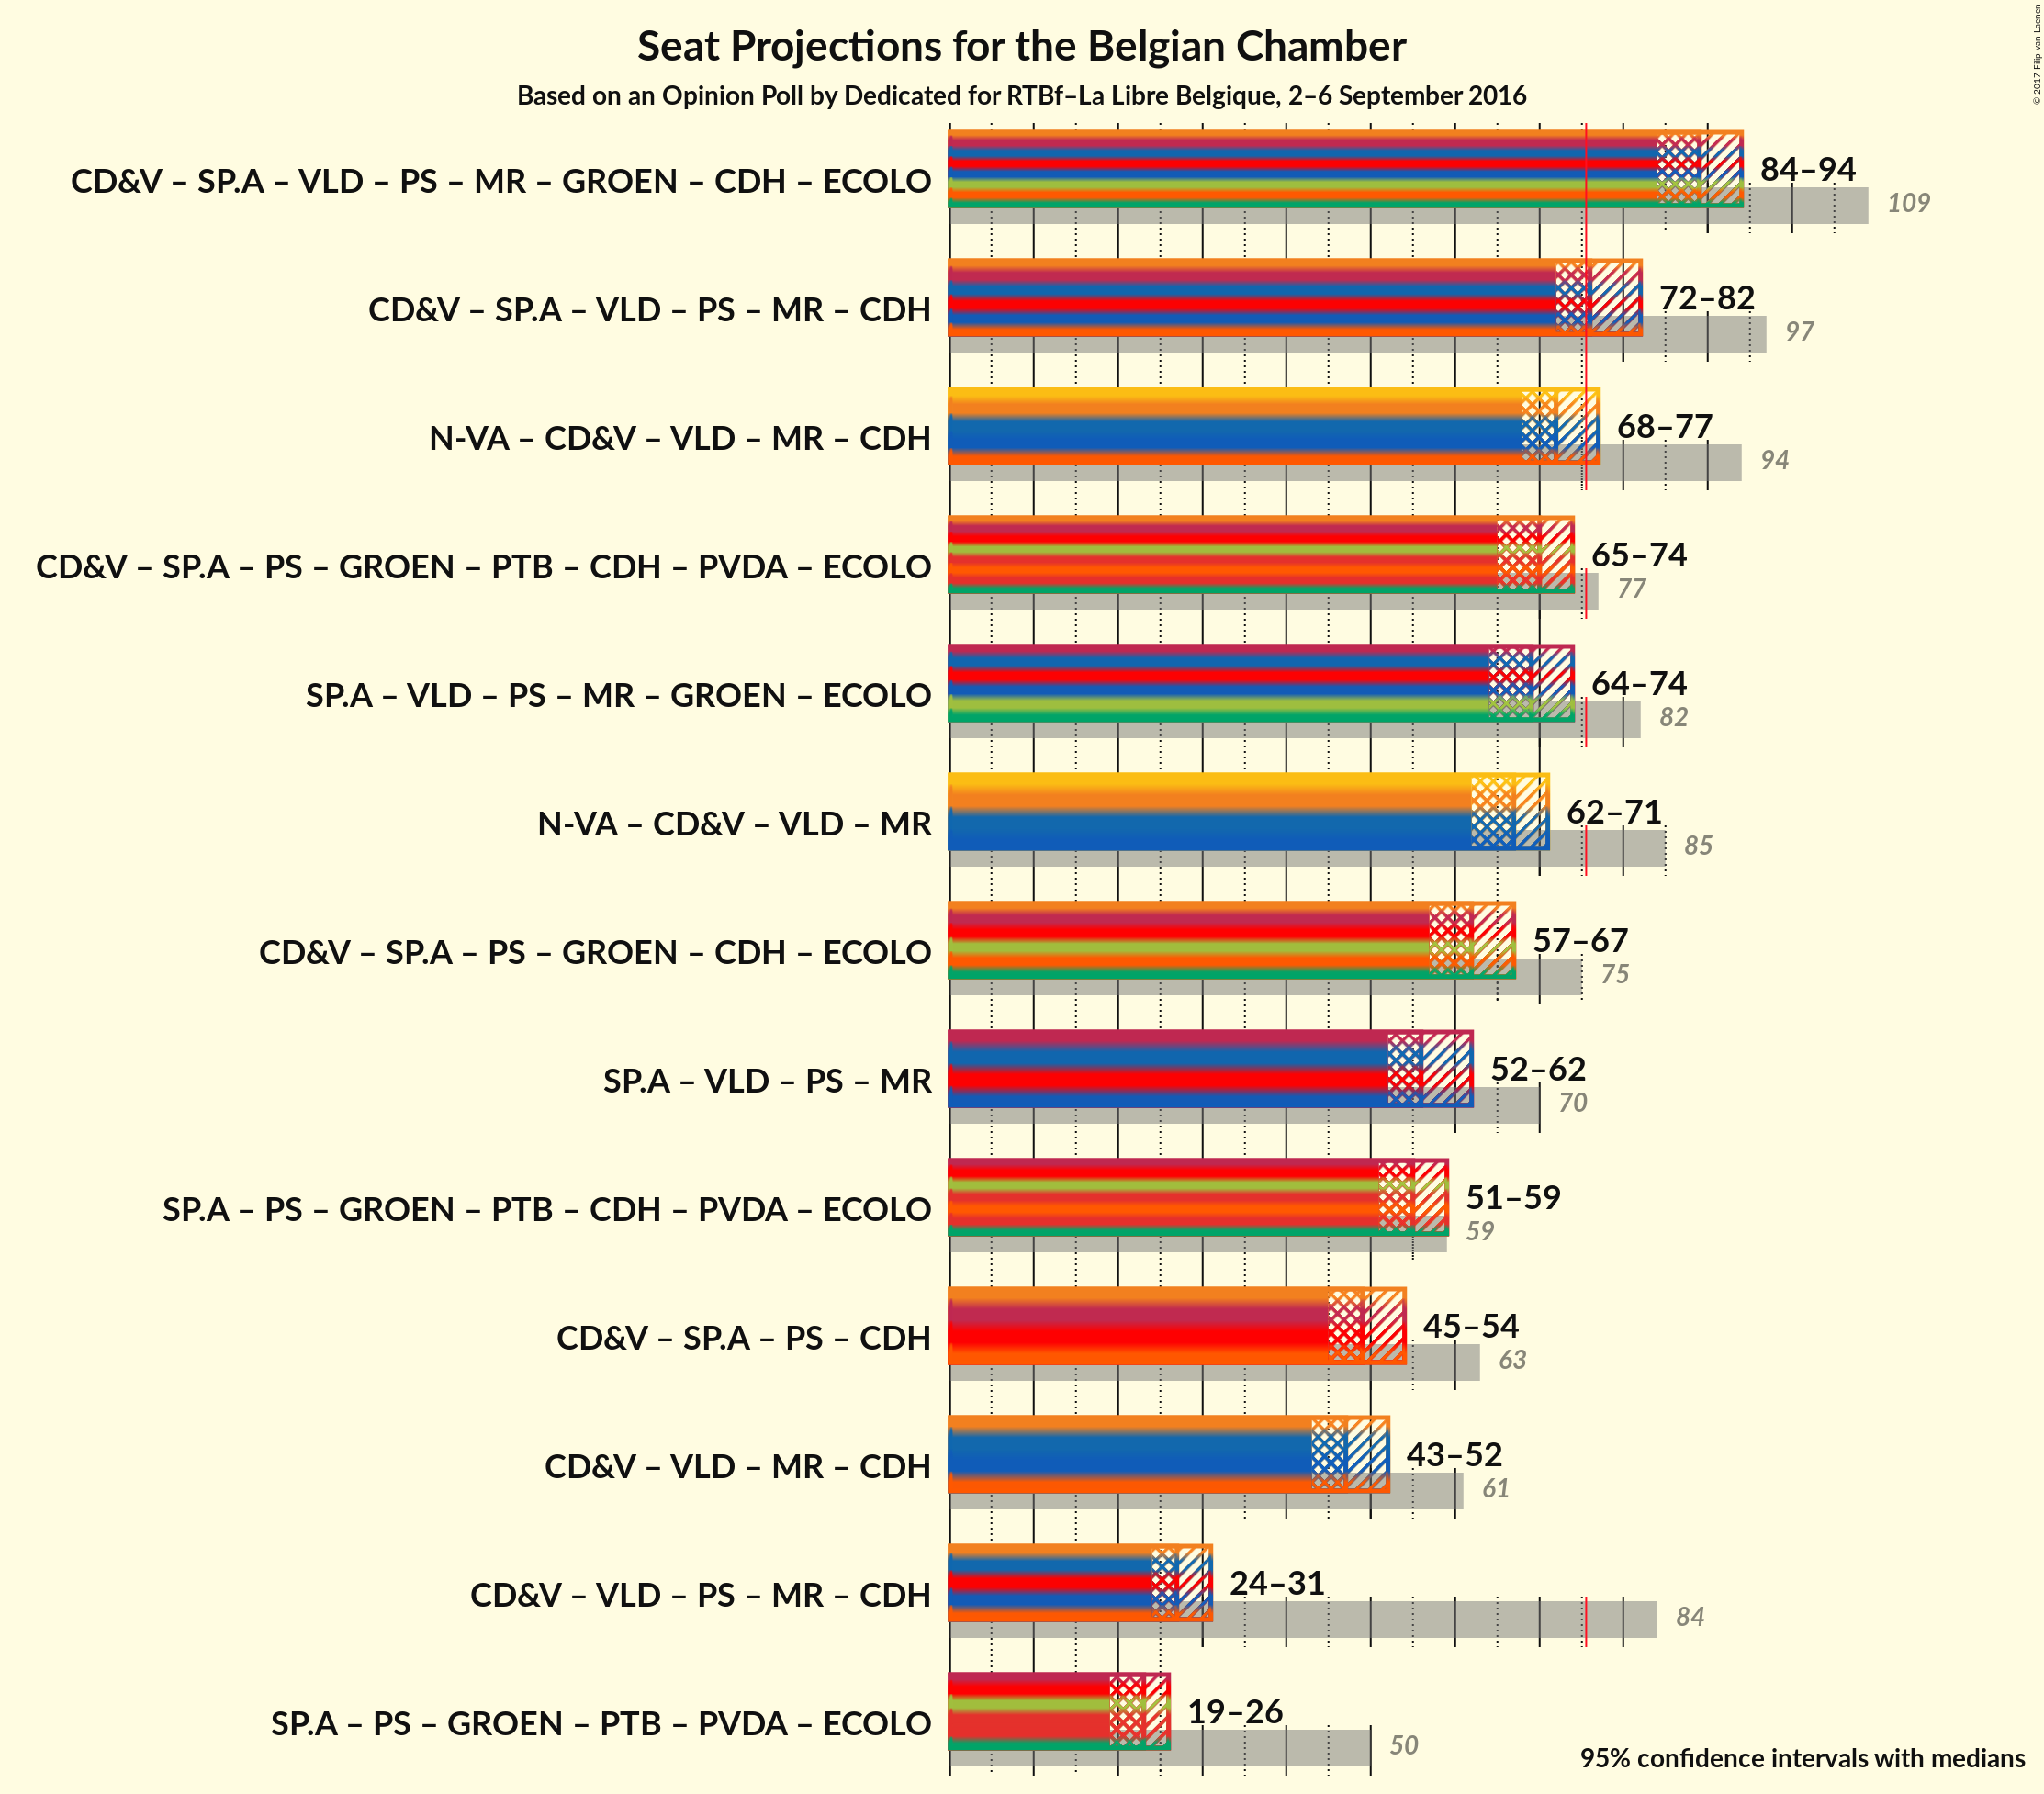 Seat Projections for the Belgian Chamber
Based on an Opinion Poll by Dedicated for RTBf–La Libre Belgique, 2–6 September 2016
© 2017 Filip van Laenen
CD&V – SP.A – VLD – PS – MR – GROEN – CDH – ECOLO
84–94
109
CD&V – SP.A – VLD – PS – MR – CDH
72–82
97
N-VA – CD&V – VLD – MR – CDH
68–77
94
CD&V – SP.A – PS – GROEN – PTB – CDH – PVDA – ECOLO
65–74
77
SP.A – VLD – PS – MR – GROEN – ECOLO
64–74
82
N-VA – CD&V – VLD – MR
62–71
85
CD&V – SP.A – PS – GROEN – CDH – ECOLO
57–67
75
SP.A – VLD – PS – MR
52–62
70
SP.A – PS – GROEN – PTB – CDH – PVDA – ECOLO
51–59
59
CD&V – SP.A – PS – CDH
45–54
63
CD&V – VLD – MR – CDH
43–52
61
CD&V – VLD – PS – MR – CDH
24–31
84
SP.A – PS – GROEN – PTB – PVDA – ECOLO
19–26
50
95% confidence intervals with medians